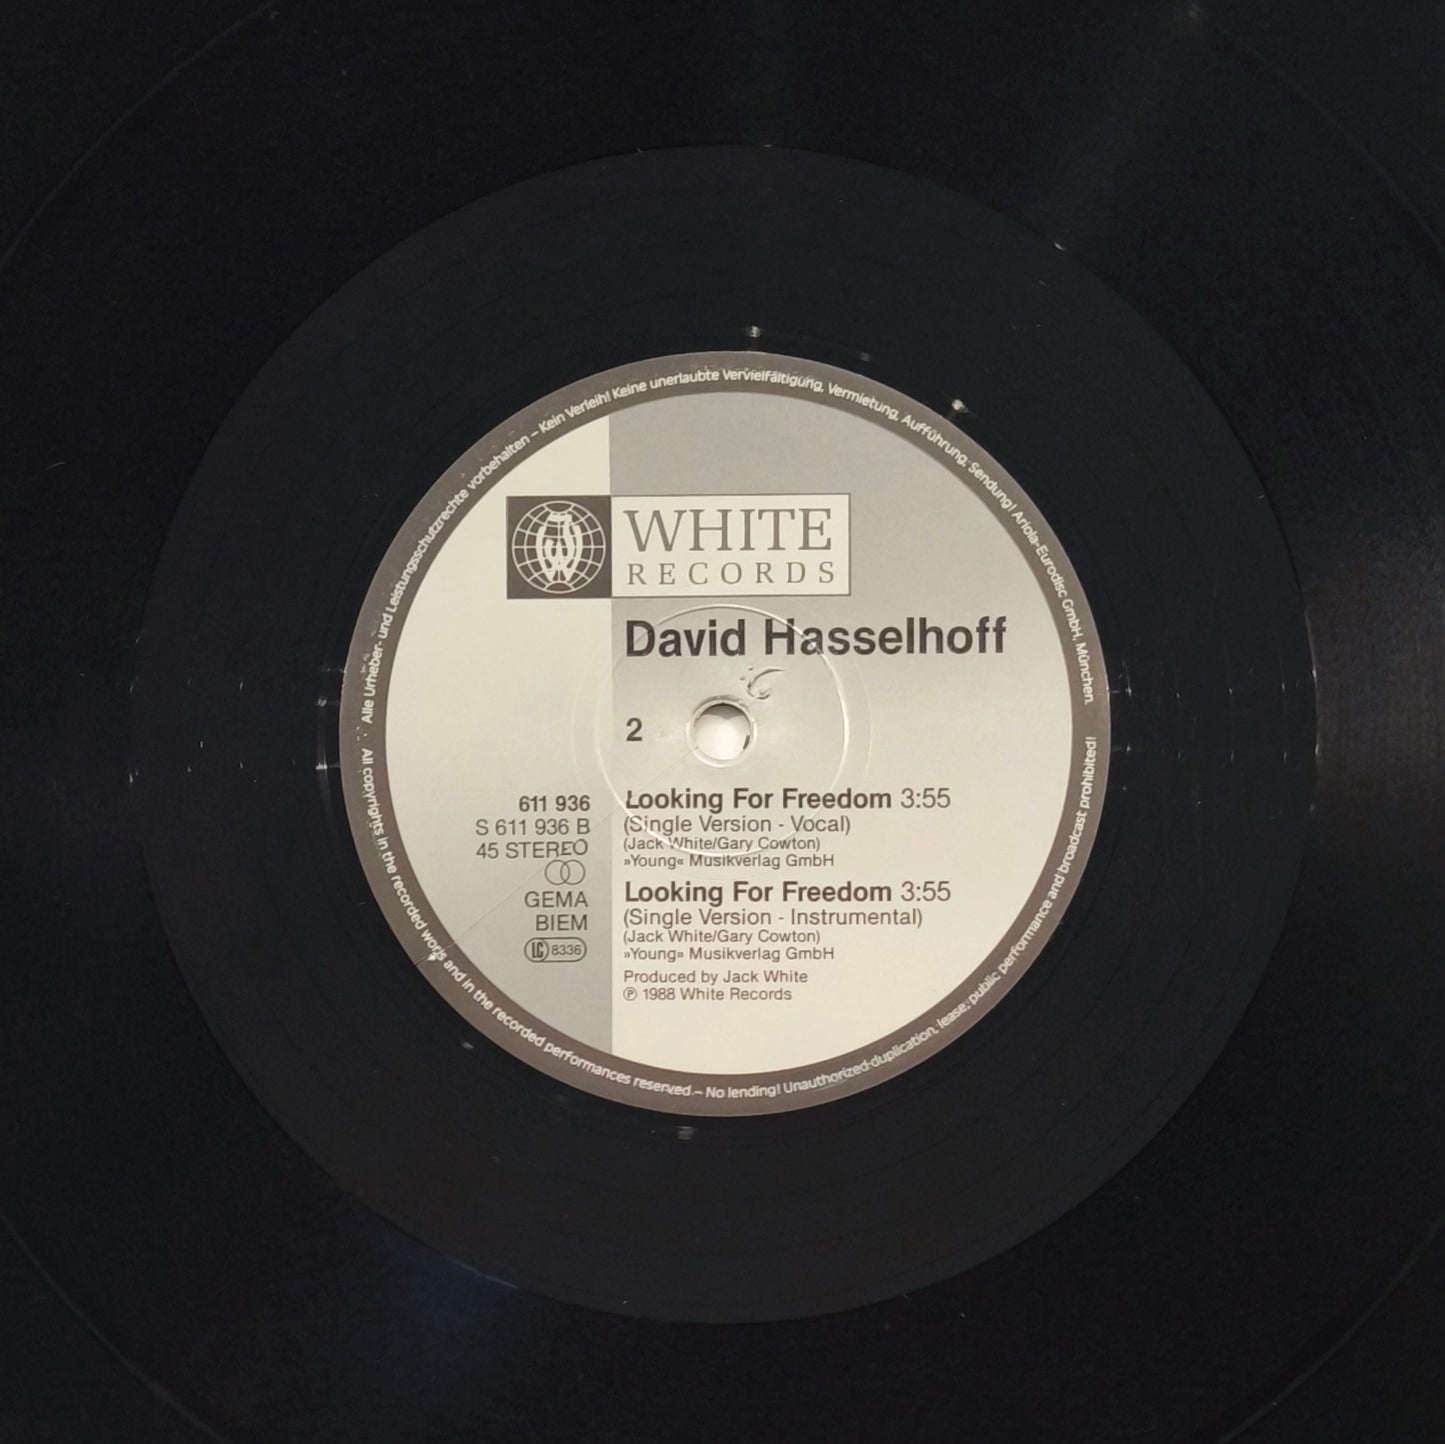 Alle Urheber- und Leistungsschutzrechte vorbehalten – Kein Verleih! Keine unerlaubte Vervielfältigung, Vermietung, Aufführung, Sendung! Ariola-Eurodisc GmbH, München.
WHITE
RECORDS
David Hasselhoff
2
611 936
S 611 936 B
45 STEREO
GEMA
BIEM
LC 8336
Looking For Freedom 3:55
(Single Version - Vocal)
(Jack White/Gary Cowton)
»Young« Musikverlag GmbH
Looking For Freedom 3:55
(Single Version - Instrumental)
(Jack White/Gary Cowton)
»Young« Musikverlag GmbH
Produced by Jack White
℗ 1988 White Records
All copyrights in the recorded work and in the recorded performances reserved. – No lending! Unauthorized duplication, lease, public performance and broadcast prohibited!